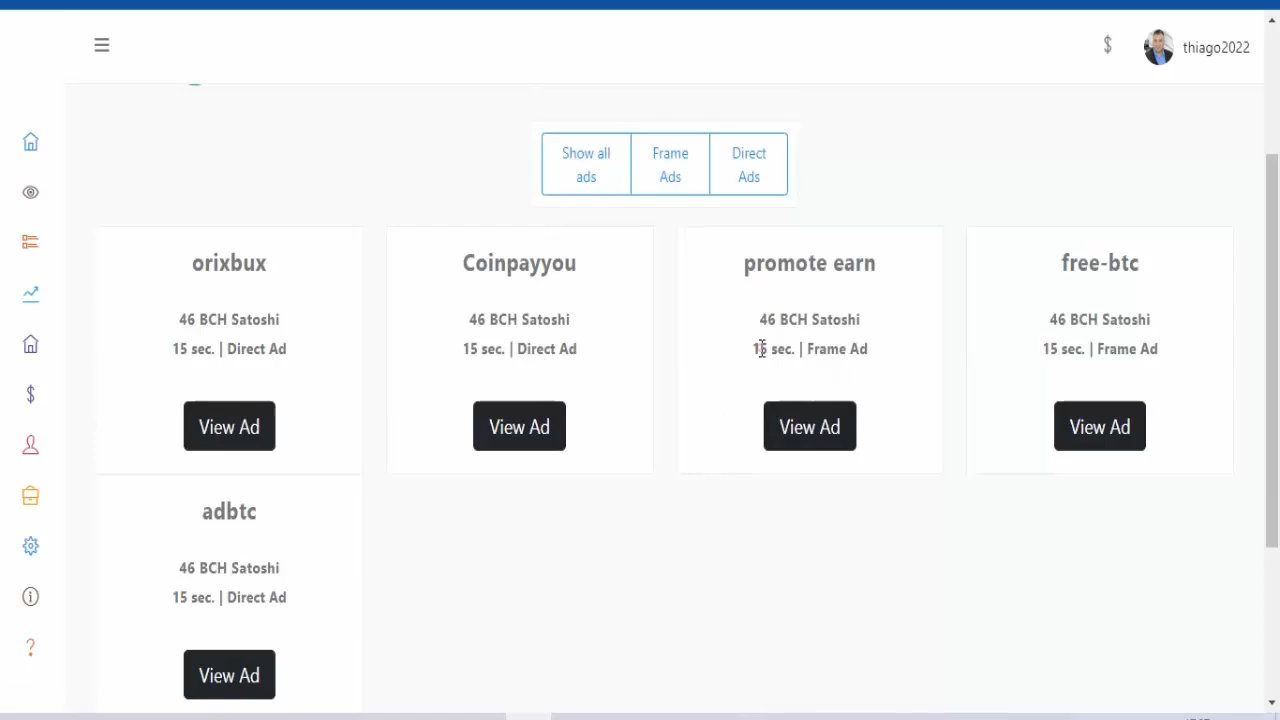 $ thiago2022
Show all ads
Frame Ads
Direct Ads
orixbux
46 BCH Satoshi
15 sec. | Direct Ad
View Ad
Coinpayyou
46 BCH Satoshi
15 sec. | Direct Ad
View Ad
promote earn
46 BCH Satoshi
15 sec. | Frame Ad
View Ad
free-btc
46 BCH Satoshi
15 sec. | Frame Ad
View Ad
adbtc
46 BCH Satoshi
15 sec. | Direct Ad
View Ad